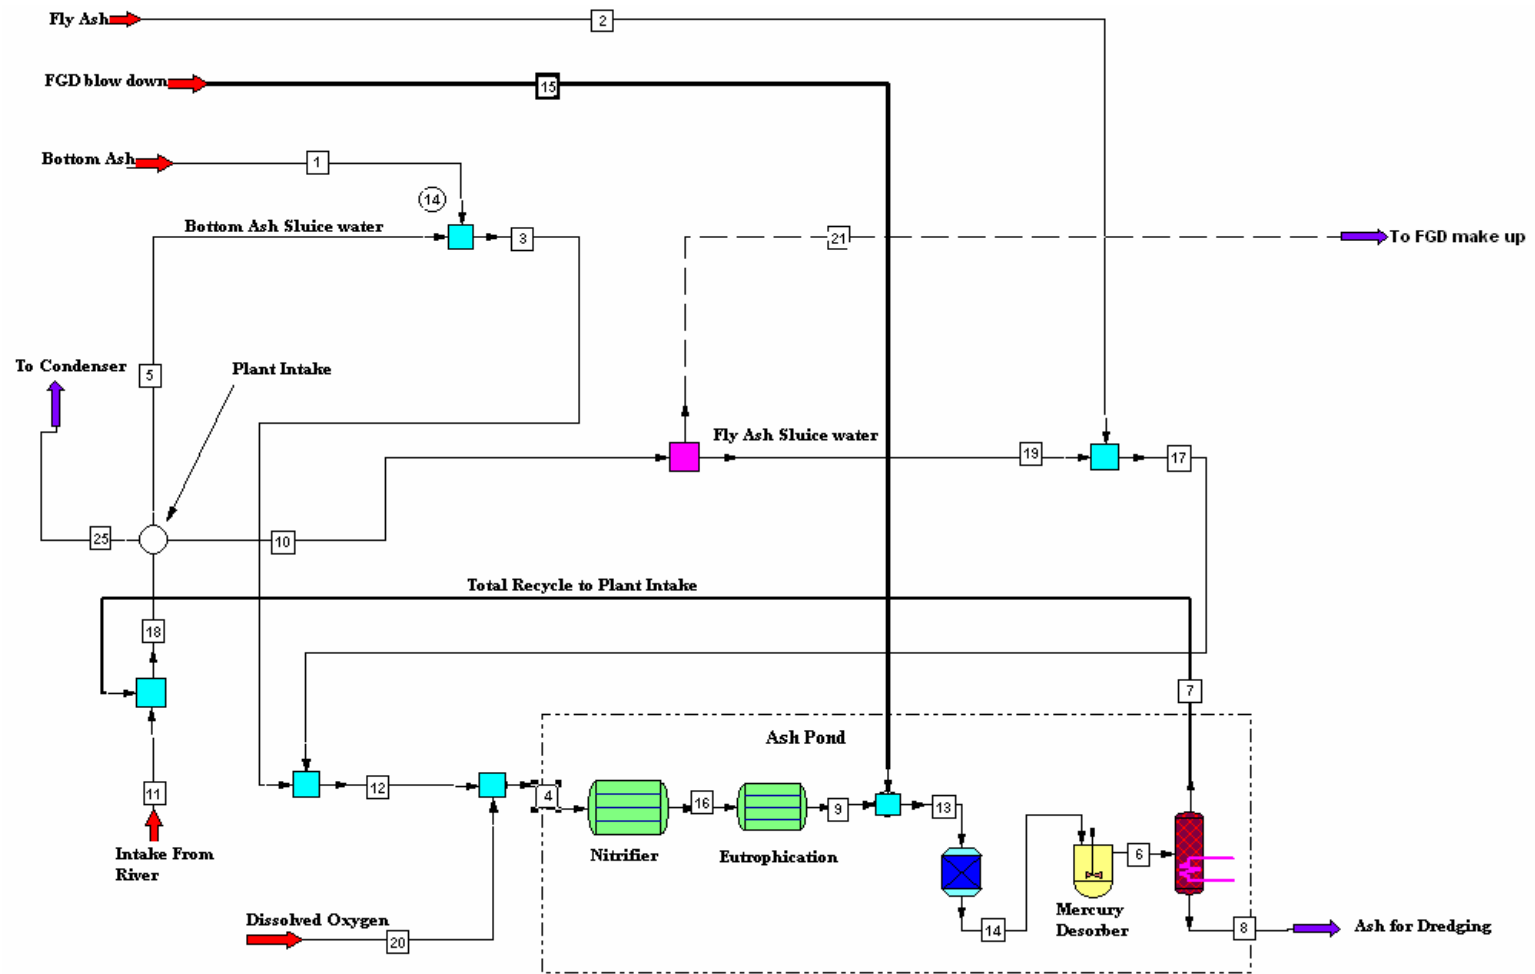 Fly Ash
2
FGD blow down
15
Bottom Ash
1
14
Bottom Ash Sluice water
3
21
To FGD make up
To Condenser
5
Plant Intake
Fly Ash Sluice water
19
17
25
10
Total Recycle to Plant Intake
18
7
Ash Pond
11
12
4
16
9
13
Intake From
River
Nitrifier
Eutrophication
6
Mercury
Desorber
Dissolved Oxygen
20
14
8
Ash for Dredging